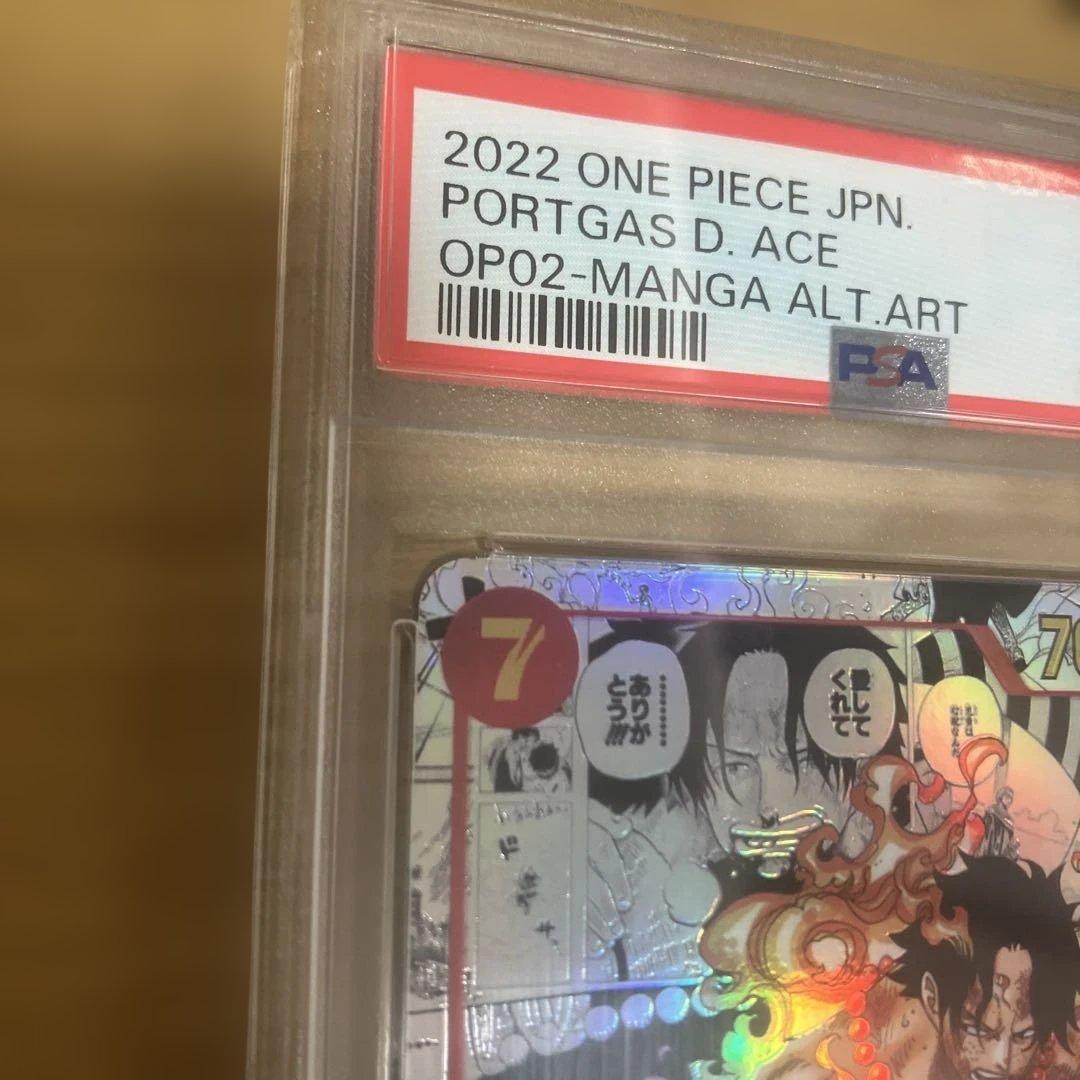 2022 ONE PIECE JPN.
PORTGAS D. ACE
OP02-MANGA ALT.ART
PSA
7
70
愛して
くれて
………
ありが
とう!!!